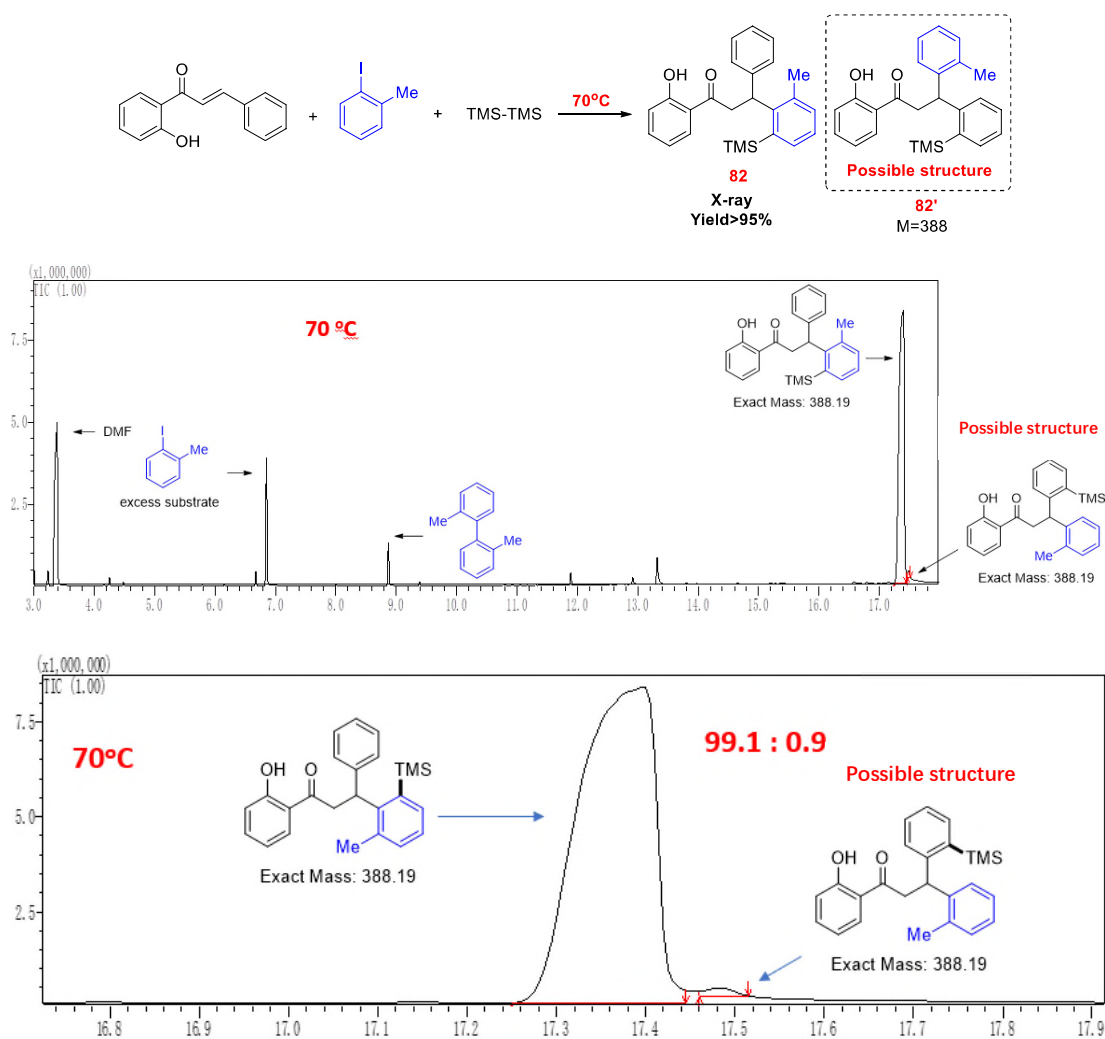 O
OH
+
I
Me
+
TMS-TMS
70°C
OH
O
Me
TMS
82
X-ray
Yield>95%
OH
O
Me
TMS
Possible structure
82'
M=388
(x1,000,000)
TIC (1.00)
70 °C
7.5
5.0
2.5
DMF
I
Me
excess substrate
Me
Me
OH
O
Me
TMS
Exact Mass: 388.19
Possible structure
OH
O
TMS
Me
Exact Mass: 388.19
3.0 4.0 5.0 6.0 7.0 8.0 9.0 10.0 11.0 12.0 13.0 14.0 15.0 16.0 17.0
(x1,000,000)
TIC (1.00)
70°C
7.5
5.0
2.5
OH
O
TMS
Me
Exact Mass: 388.19
99.1 : 0.9
Possible structure
OH
O
TMS
Me
Exact Mass: 388.19
16.8 16.9 17.0 17.1 17.2 17.3 17.4 17.5 17.6 17.7 17.8 17.9